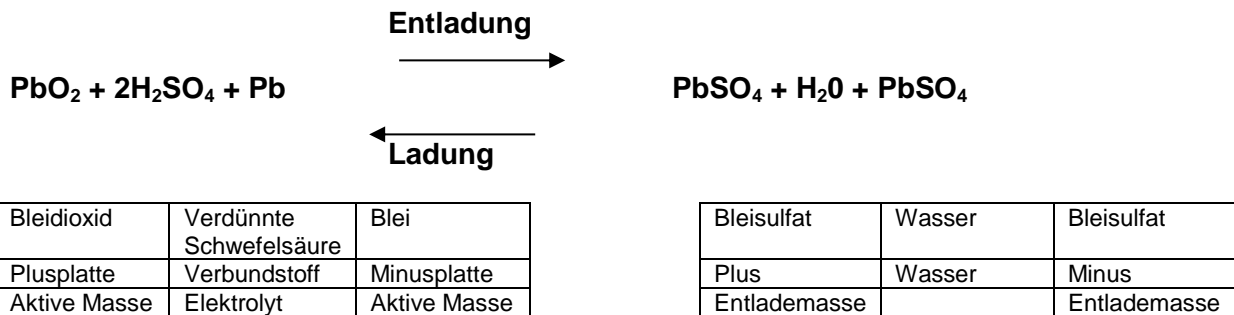 Entladung
PbO₂ + 2H₂SO₄ + Pb PbSO₄ + H₂0 + PbSO₄
Ladung
Bleidioxid Verdünnte Schwefelsäure Blei Bleisulfat Wasser Bleisulfat
Plusplatte Verbundstoff Minusplatte Plus Wasser Minus
Aktive Masse Elektrolyt Aktive Masse Entlademasse Entlademasse